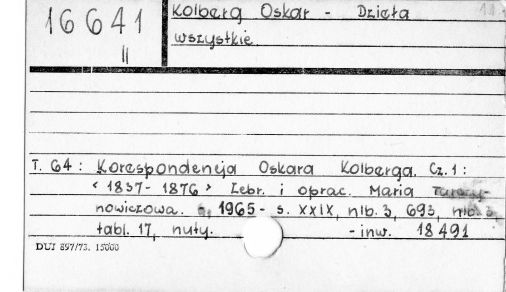 16641
II
Kolberg Oskar - Dzieła
wszystkie.
T. 64: Korespondencja Oskara Kolberga. Cz. 1:
< 1837-1876 > Zebr. i oprac. Maria Turczy-
nowiczowa. 1965 - s. XXIX, nlb. 3, 693, nlb. 3,
tabl. 17, nuty. - inw. 18491
DUJ 897/73. 15000